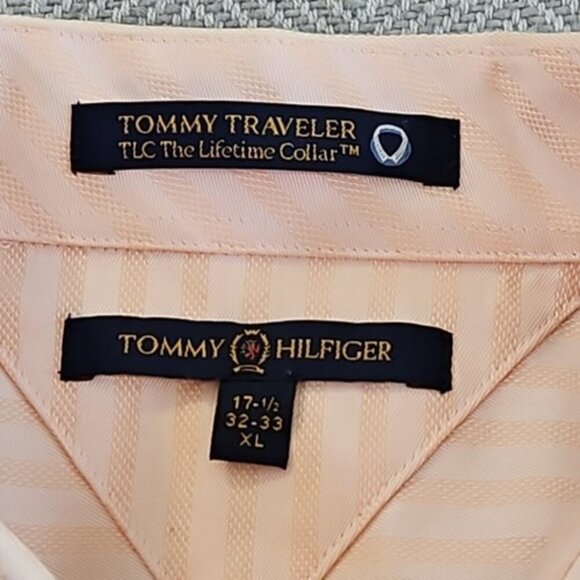 TOMMY TRAVELER
TLC The Lifetime Collar™
TOMMY HILFIGER
17-1/2
32-33
XL